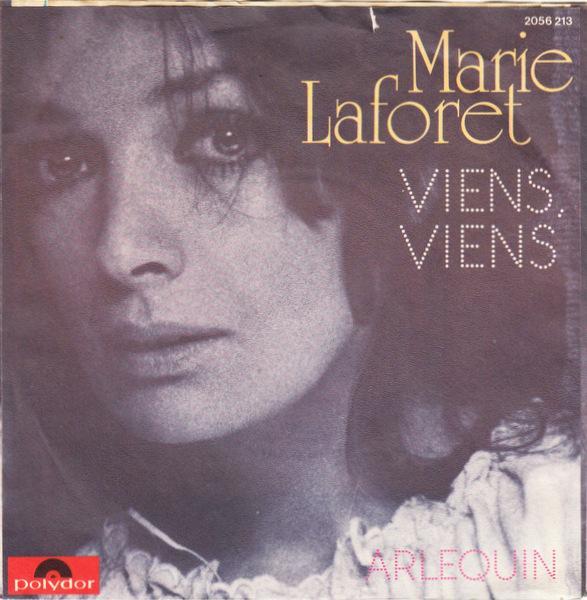 2056 213
Marie
Laforet
VIENS,
VIENS
ARLEQUIN
polydor